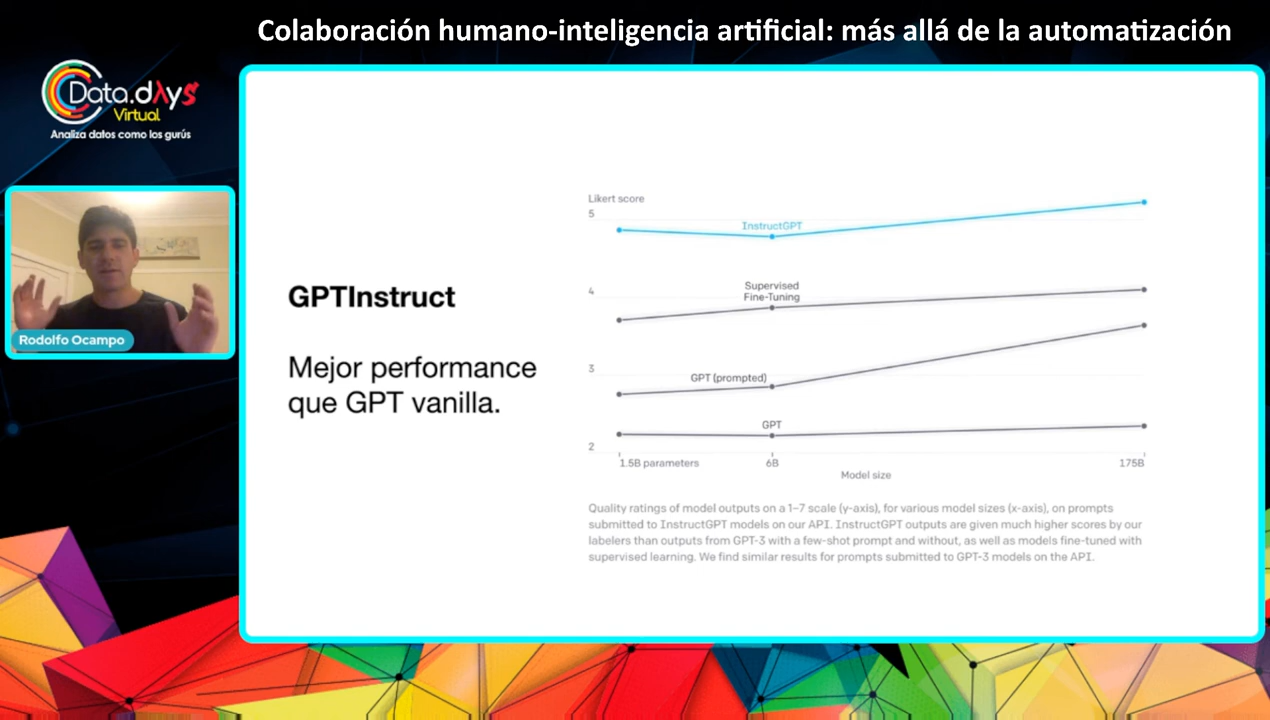 Colaboración humano-inteligencia artificial: más allá de la automatización
Data.dλys
Virtual
Analiza datos como los gurús
Rodolfo Ocampo
GPTInstruct
Mejor performance
que GPT vanilla.
Likert score
5
InstructGPT
4
Supervised
Fine-Tuning
3
GPT (prompted)
GPT
2
1.5B parameters
6B
175B
Model size
Quality ratings of model outputs on a 1–7 scale (y-axis), for various model sizes (x-axis), on prompts
submitted to InstructGPT models on our API. InstructGPT outputs are given much higher scores by our
labelers than outputs from GPT-3 with a few-shot prompt and without, as well as models fine-tuned with
supervised learning. We find similar results for prompts submitted to GPT-3 models on the API.